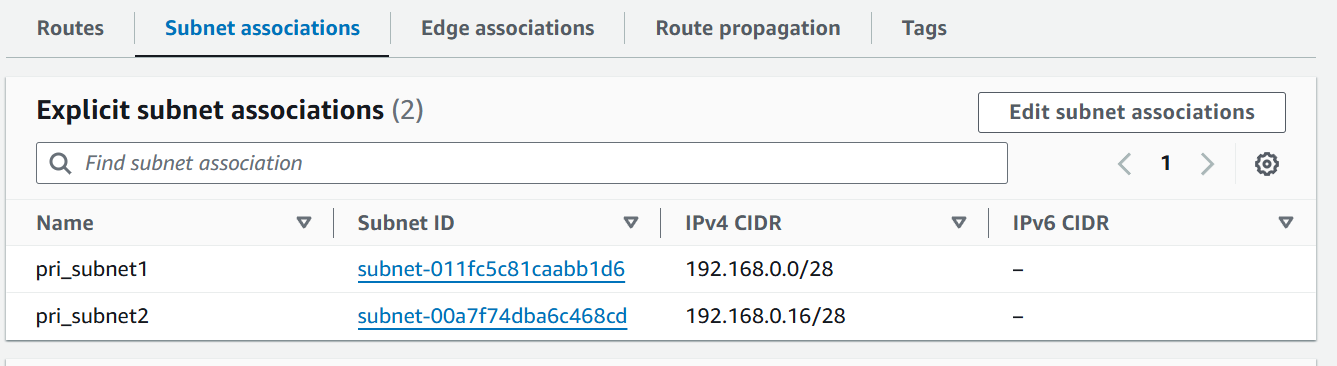 Routes Subnet associations Edge associations Route propagation Tags
Explicit subnet associations (2) Edit subnet associations
Find subnet association 1
Name Subnet ID IPv4 CIDR IPv6 CIDR
pri_subnet1 subnet-011fc5c81caabb1d6 192.168.0.0/28 –
pri_subnet2 subnet-00a7f74dba6c468cd 192.168.0.16/28 –